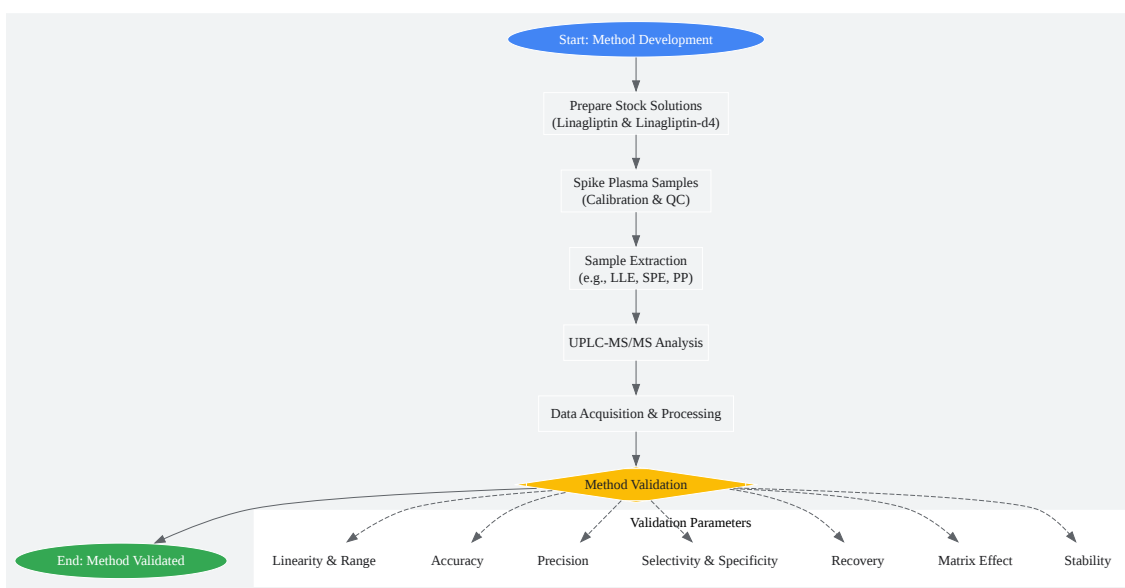 Start: Method Development
Prepare Stock Solutions
(Linagliptin & Linagliptin-d4)
Spike Plasma Samples
(Calibration & QC)
Sample Extraction
(e.g., LLE, SPE, PP)
UPLC-MS/MS Analysis
Data Acquisition & Processing
Method Validation
Validation Parameters
End: Method Validated
Linearity & Range
Accuracy
Precision
Selectivity & Specificity
Recovery
Matrix Effect
Stability